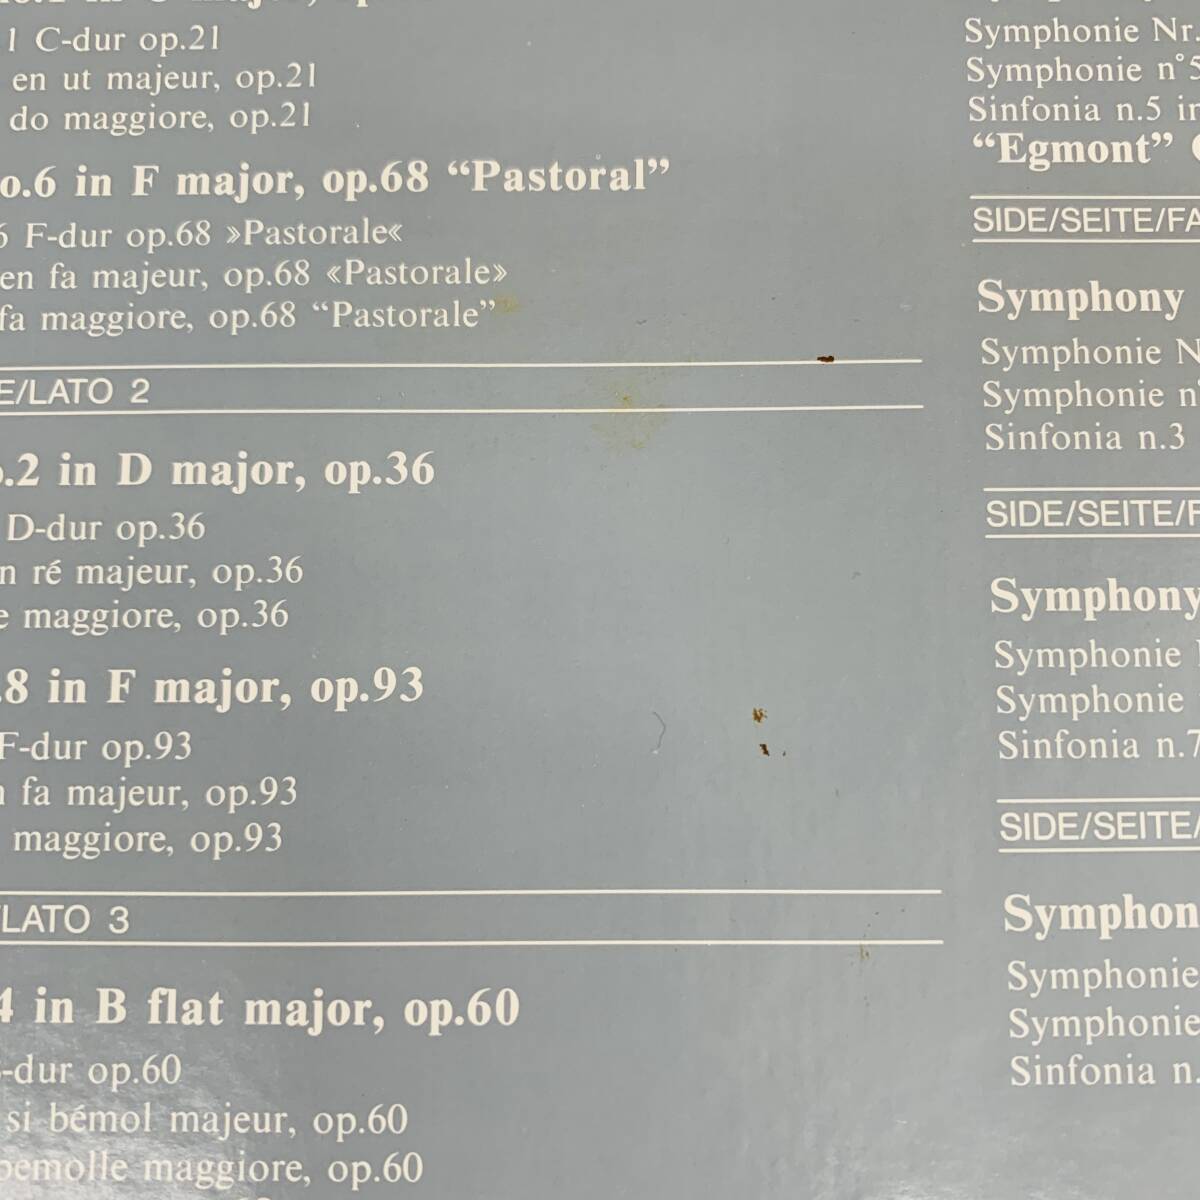 1 C-dur op.21
en ut majeur, op.21
do maggiore, op.21
o.6 in F major, op.68 “Pastoral”
6 F-dur op.68 »Pastorale«
en fa majeur, op.68 «Pastorale»
fa maggiore, op.68 “Pastorale”
E/LATO 2
o.2 in D major, op.36
D-dur op.36
n ré majeur, op.36
e maggiore, op.36
.8 in F major, op.93
F-dur op.93
n fa majeur, op.93
maggiore, op.93
/LATO 3
4 in B flat major, op.60
-dur op.60
si bémol majeur, op.60
bemolle maggiore, op.60
Symphonie Nr.
Symphonie n°5
Sinfonia n.5 in
“Egmont”
SIDE/SEITE/FA
Symphony
Symphonie N
Symphonie n
Sinfonia n.3
SIDE/SEITE/F
Symphony
Symphonie
Symphonie
Sinfonia n.7
SIDE/SEITE/
Symphon
Symphonie
Symphonie
Sinfonia n.